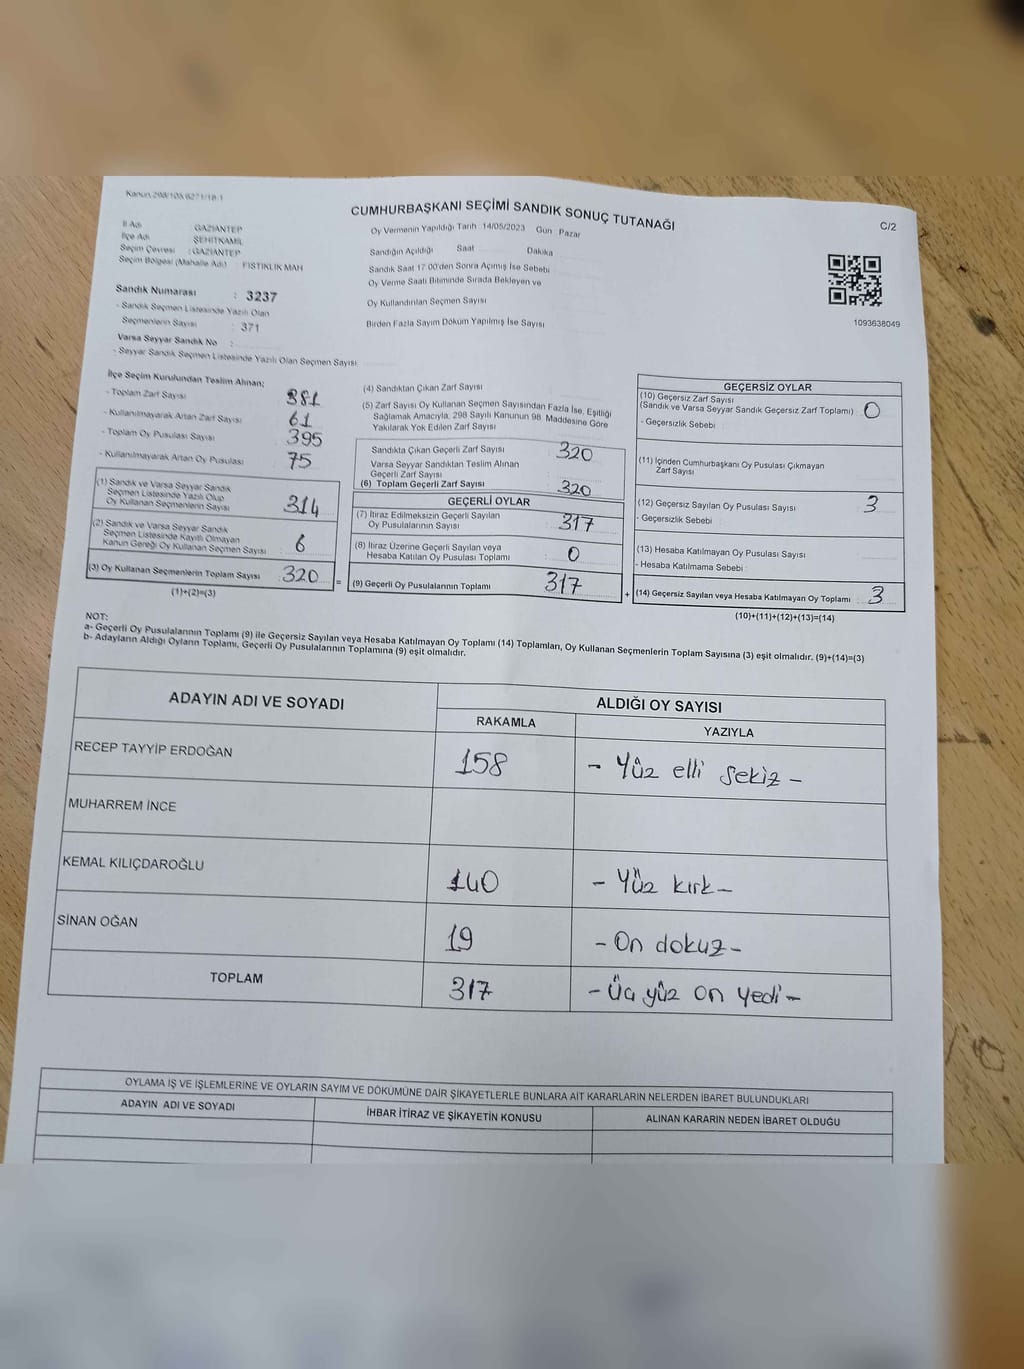 Kanun 298/105,6271/18-1
CUMHURBAŞKANI SEÇİMİ SANDIK SONUÇ TUTANAĞI
C/2
İl Adı : GAZİANTEP
İlçe Adı : ŞEHİTKAMİL
Seçim Çevresi : GAZİANTEP
Seçim Bölgesi (Mahalle Adı) : FISTIKLIK MAH
Sandık Numarası : 3237
- Sandık Seçmen Listesinde Yazılı Olan
Seçmenlerin Sayısı : 371
Varsa Seyyar Sandık No :
- Seyyar Sandık Seçmen Listesinde Yazılı Olan Seçmen Sayısı
Oy Vermenin Yapıldığı Tarih 14/05/2023 Gün : Pazar
Sandığın Açıldığı Saat Dakika
Sandık Saat 17.00'den Sonra Açılmış İse Sebebi
Oy Verme Saati Bitiminde Sırada Bekleyen ve
Oy Kullandırılan Seçmen Sayısı
Birden Fazla Sayım Döküm Yapılmış İse Sayısı
1093638049
İlçe Seçim Kurulundan Teslim Alınan;
- Toplam Zarf Sayısı 381
- Kullanılmayarak Artan Zarf Sayısı 61
- Toplam Oy Pusulası Sayısı 395
- Kullanılmayarak Artan Oy Pusulası 75
(1) Sandık ve Varsa Seyyar Sandık
Seçmen Listesinde Yazılı Olup
Oy Kullanan Seçmenlerin Sayısı 314
(2) Sandık ve Varsa Seyyar Sandık
Seçmen Listesinde Kayıtlı Olmayan
Kanun Gereği Oy Kullanan Seçmen Sayısı : 6
(3) Oy Kullanan Seçmenlerin Toplam Sayısı : 320
(1)+(2)=(3)
(4) Sandıktan Çıkan Zarf Sayısı
(5) Zarf Sayısı Oy Kullanan Seçmen Sayısından Fazla İse, Eşitliği
Sağlamak Amacıyla, 298 Sayılı Kanunun 98. Maddesine Göre
Yakılarak Yok Edilen Zarf Sayısı
Sandıkta Çıkan Geçerli Zarf Sayısı : 320
Varsa Seyyar Sandıktan Teslim Alınan
Geçerli Zarf Sayısı
(6) Toplam Geçerli Zarf Sayısı : 320
GEÇERLİ OYLAR
(7) İtiraz Edilmeksizin Geçerli Sayılan
Oy Pusulalarının Sayısı : 317
(8) İtiraz Üzerine Geçerli Sayılan veya
Hesaba Katılan Oy Pusulası Toplamı : 0
= (9) Geçerli Oy Pusulalarının Toplamı : 317
GEÇERSİZ OYLAR
(10) Geçersiz Zarf Sayısı
(Sandık ve Varsa Seyyar Sandık Geçersiz Zarf Toplamı) : 0
- Geçersizlik Sebebi :
(11) İçinden Cumhurbaşkanı Oy Pusulası Çıkmayan
Zarf Sayısı
(12) Geçersiz Sayılan Oy Pusulası Sayısı : 3
- Geçersizlik Sebebi
(13) Hesaba Katılmayan Oy Pusulası Sayısı
- Hesaba Katılmama Sebebi
+ (14) Geçersiz Sayılan veya Hesaba Katılmayan Oy Toplamı : 3
(10)+(11)+(12)+(13)=(14)
NOT:
a- Geçerli Oy Pusulalarının Toplamı (9) ile Geçersiz Sayılan veya Hesaba Katılmayan Oy Toplamı (14) Toplamları, Oy Kullanan Seçmenlerin Toplam Sayısına (3) eşit olmalıdır. (9)+(14)=(3)
b- Adayların Aldığı Oyların Toplamı, Geçerli Oy Pusulalarının Toplamına (9) eşit olmalıdır.
ADAYIN ADI VE SOYADI
ALDIĞI OY SAYISI
RAKAMLA YAZIYLA
RECEP TAYYİP ERDOĞAN 158 - Yüz elli sekiz -
MUHARREM İNCE
KEMAL KILIÇDAROĞLU 140 - Yüz kırk -
SİNAN OĞAN 19 - On dokuz -
TOPLAM 317 - Üç yüz on yedi -
OYLAMA İŞ VE İŞLEMLERİNE VE OYLARIN SAYIM VE DÖKÜMÜNE DAİR ŞİKAYETLERLE BUNLARA AİT KARARLARIN NELERDEN İBARET BULUNDUKLARI
ADAYIN ADI VE SOYADI İHBAR İTİRAZ VE ŞİKAYETİN KONUSU ALINAN KARARIN NEDEN İBARET OLDUĞU